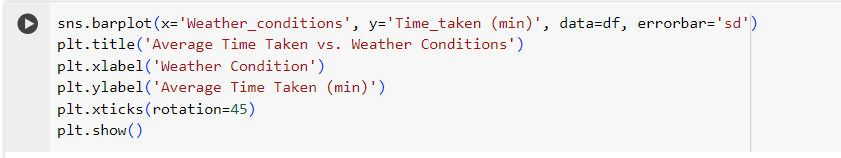 sns.barplot(x='Weather_conditions', y='Time_taken (min)', data=df, errorbar='sd')
plt.title('Average Time Taken vs. Weather Conditions')
plt.xlabel('Weather Condition')
plt.ylabel('Average Time Taken (min)')
plt.xticks(rotation=45)
plt.show()